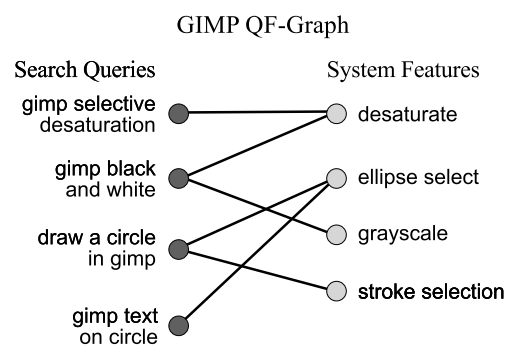 GIMP QF-Graph
Search Queries
System Features
gimp selective
desaturation
desaturate
gimp black
and white
ellipse select
draw a circle
in gimp
grayscale
stroke selection
gimp text
on circle